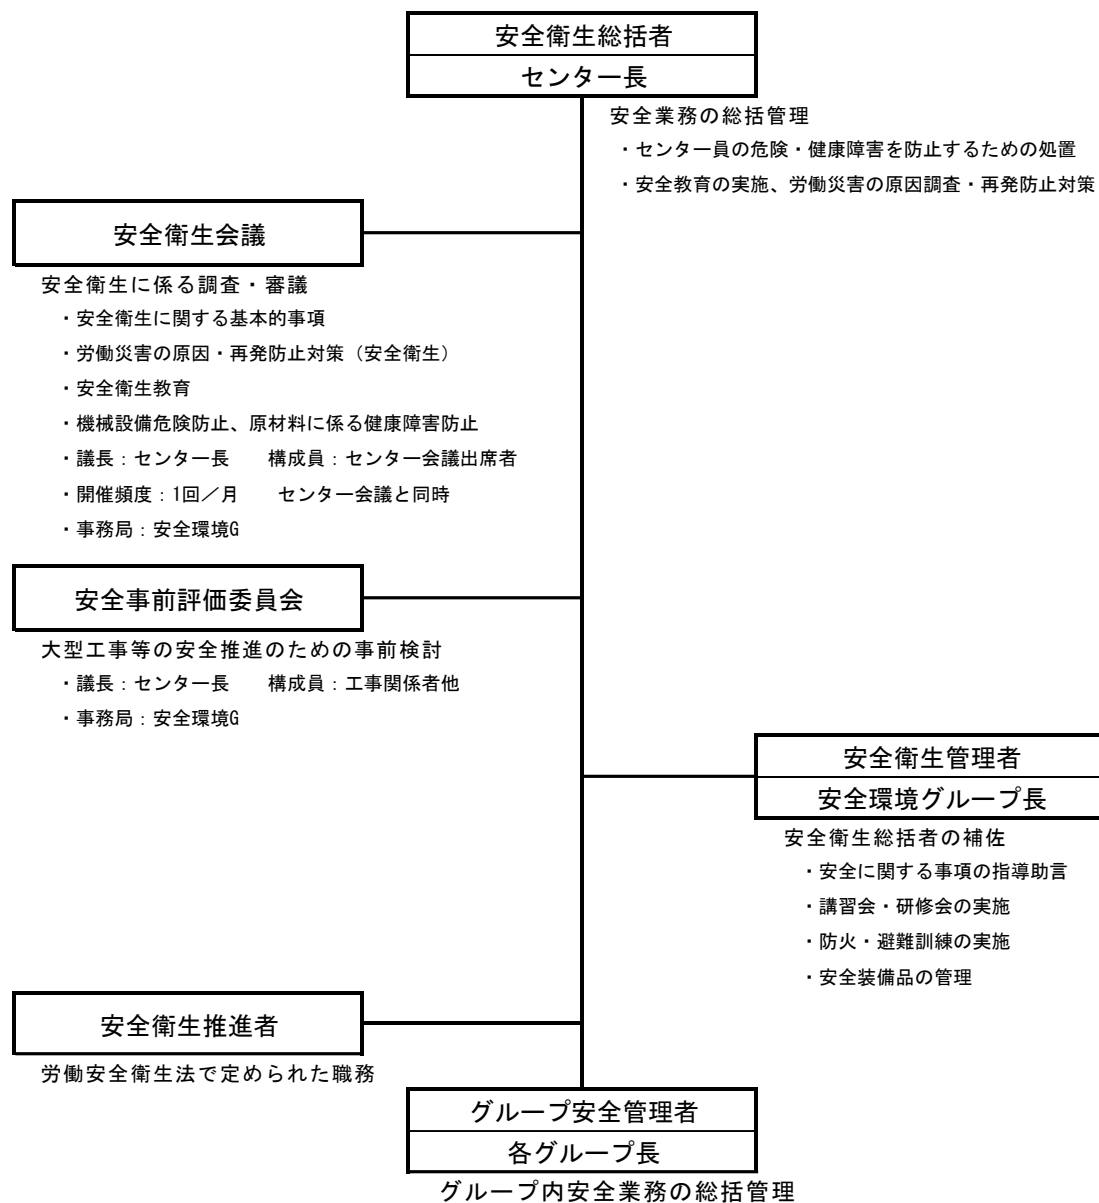 安全衛生総括者
センター長
安全業務の総括管理
・センター員の危険・健康障害を防止するための処置
・安全教育の実施、労働災害の原因調査・再発防止対策
安全衛生会議
安全衛生に係る調査・審議
・安全衛生に関する基本的事項
・労働災害の原因・再発防止対策（安全衛生）
・安全衛生教育
・機械設備危険防止、原材料に係る健康障害防止
・議長：センター長　　構成員：センター会議出席者
・開催頻度：1回／月　　センター会議と同時
・事務局：安全環境G
安全事前評価委員会
大型工事等の安全推進のための事前検討
・議長：センター長　　構成員：工事関係者他
・事務局：安全環境G
安全衛生管理者
安全環境グループ長
安全衛生総括者の補佐
・安全に関する事項の指導助言
・講習会・研修会の実施
・防火・避難訓練の実施
・安全装備品の管理
安全衛生推進者
労働安全衛生法で定められた職務
グループ安全管理者
各グループ長
グループ内安全業務の総括管理